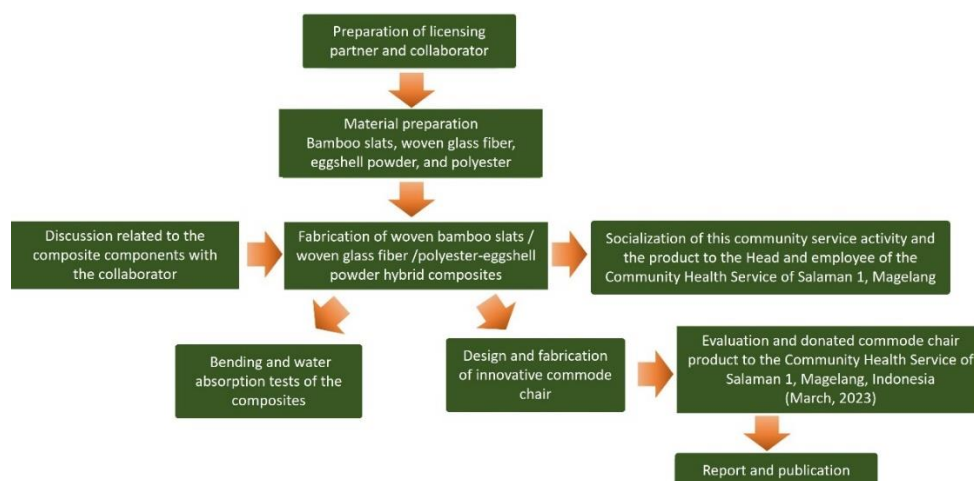 Preparation of licensing
partner and collaborator
Material preparation
Bamboo slats, woven glass fiber,
eggshell powder, and polyester
Discussion related to the
composite components with
the collaborator
Fabrication of woven bamboo slats /
woven glass fiber /polyester-eggshell
powder hybrid composites
Socialization of this community service activity and
the product to the Head and employee of the
Community Health Service of Salaman 1, Magelang
Bending and water
absorption tests of the
composites
Design and fabrication
of innovative commode
chair
Evaluation and donated commode chair
product to the Community Health Service of
Salaman 1, Magelang, Indonesia
(March, 2023)
Report and publication